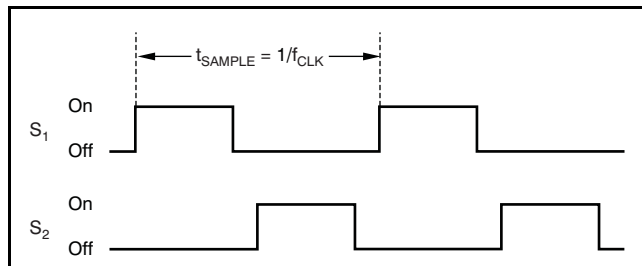 tSAMPLE = 1/fCLK
On
S1
Off
On
S2
Off